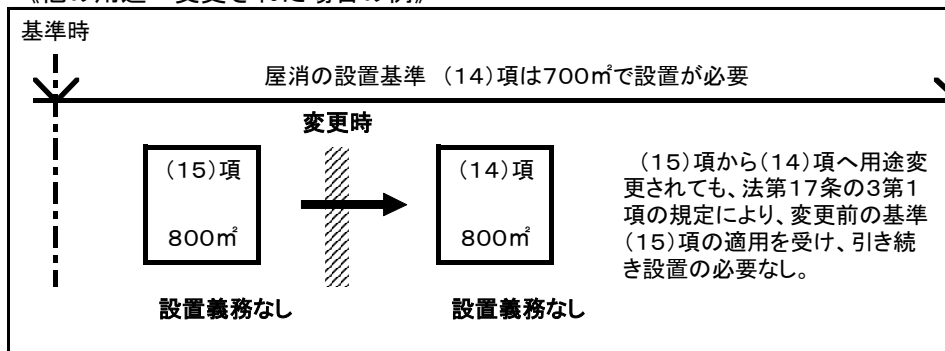 《他の用途へ変更された場合の例》
基準時
屋消の設置基準 (14)項は700㎡で設置が必要
変更時
(15)項
800㎡
(14)項
800㎡
(15)項から(14)項へ用途変
更されても、法第17条の3第1
項の規定により、変更前の基準
(15)項の適用を受け、引き続
き設置の必要なし。
設置義務なし
設置義務なし